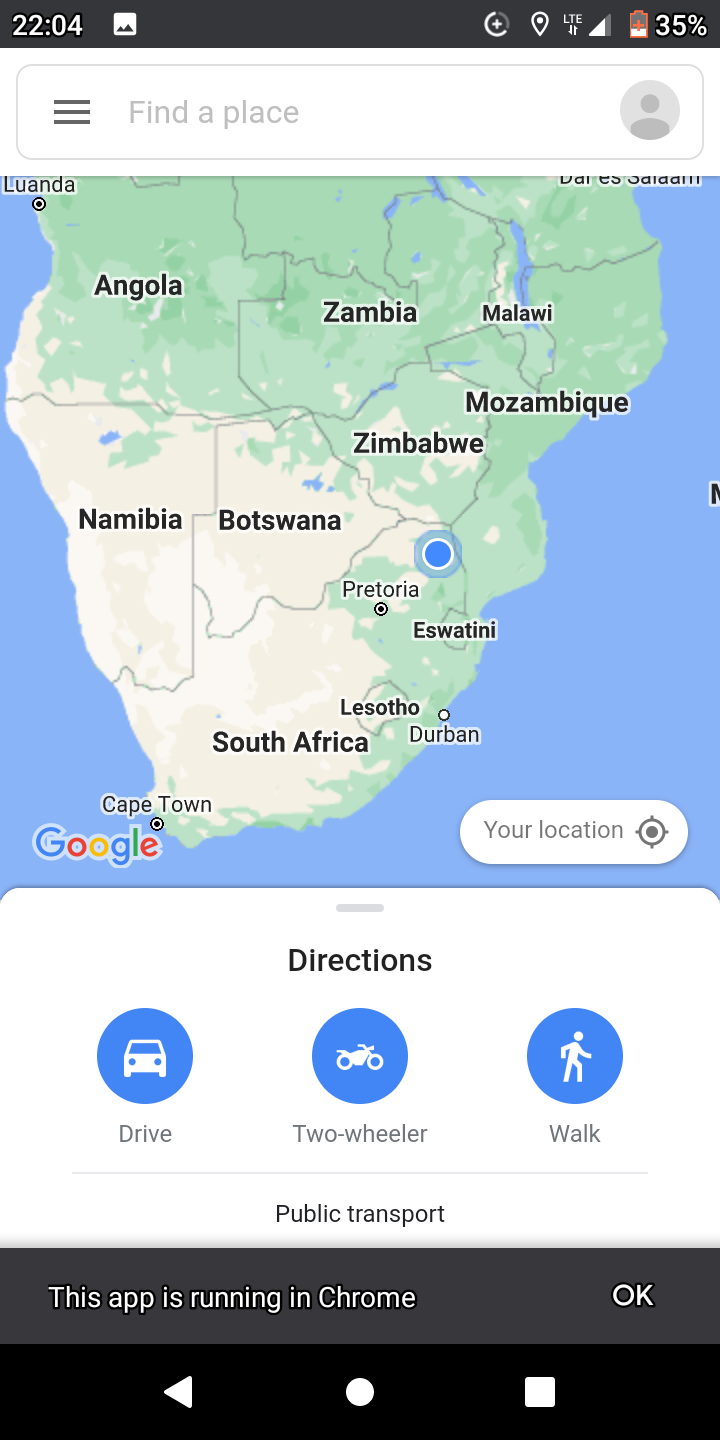 22:04
LTE
35%
Find a place
Luanda
Dar es Salaam
Angola
Zambia
Malawi
Mozambique
Zimbabwe
M
Namibia
Botswana
Pretoria
Eswatini
Lesotho
Durban
South Africa
Cape Town
Google
Your location
Directions
Drive
Two-wheeler
Walk
Public transport
This app is running in Chrome
OK